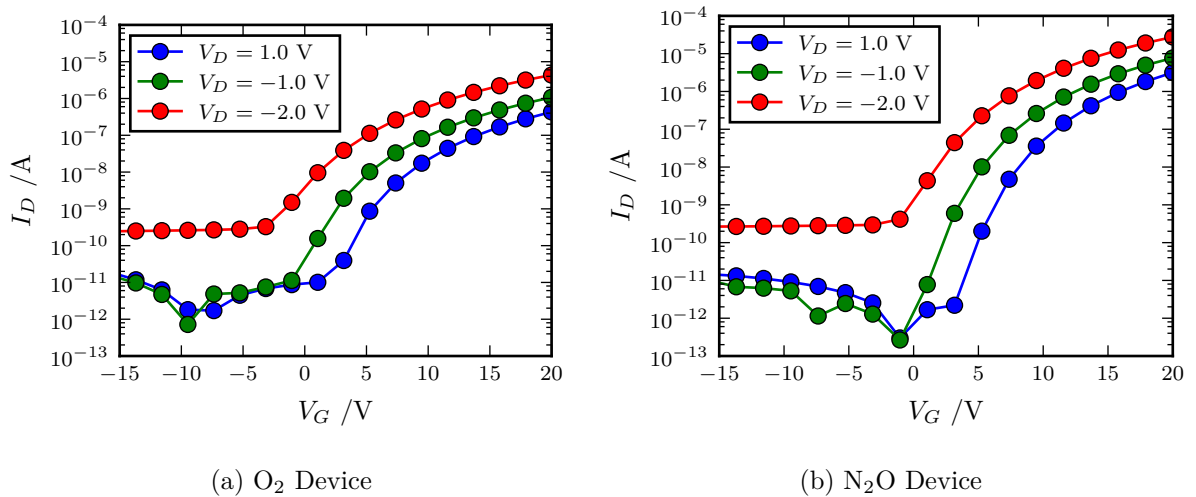 10⁻⁴
10⁻⁵
10⁻⁶
10⁻⁷
10⁻⁸
10⁻⁹
10⁻¹⁰
10⁻¹¹
10⁻¹²
10⁻¹³
I_D /A
V_D = 1.0 V
V_D = −1.0 V
V_D = −2.0 V
−15 −10 −5 0 5 10 15 20
V_G /V
(a) O₂ Device
10⁻⁴
10⁻⁵
10⁻⁶
10⁻⁷
10⁻⁸
10⁻⁹
10⁻¹⁰
10⁻¹¹
10⁻¹²
10⁻¹³
I_D /A
V_D = 1.0 V
V_D = −1.0 V
V_D = −2.0 V
−15 −10 −5 0 5 10 15 20
V_G /V
(b) N₂O Device